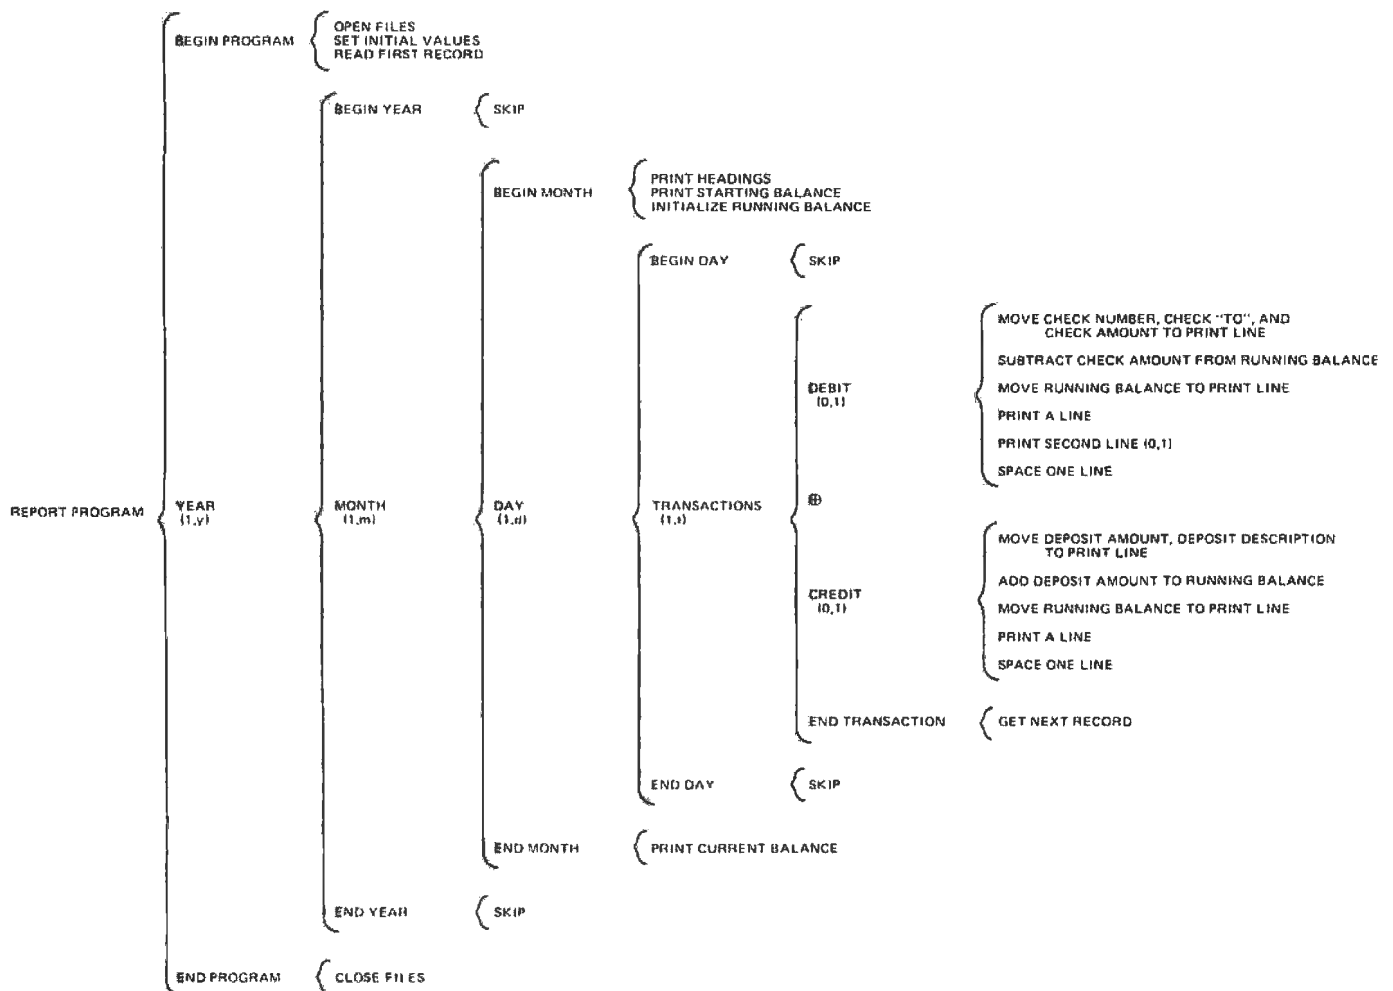 BEGIN PROGRAM
OPEN FILES
SET INITIAL VALUES
READ FIRST RECORD
BEGIN YEAR
SKIP
BEGIN MONTH
PRINT HEADINGS
PRINT STARTING BALANCE
INITIALIZE RUNNING BALANCE
BEGIN DAY
SKIP
MOVE CHECK NUMBER, CHECK "TO", AND
CHECK AMOUNT TO PRINT LINE
SUBTRACT CHECK AMOUNT FROM RUNNING BALANCE
DEBIT
(0,1)
MOVE RUNNING BALANCE TO PRINT LINE
PRINT A LINE
PRINT SECOND LINE (0,1)
SPACE ONE LINE
REPORT PROGRAM
YEAR
(1,y)
MONTH
(1,m)
DAY
(1,d)
TRANSACTIONS
(1,t)
⊕
MOVE DEPOSIT AMOUNT, DEPOSIT DESCRIPTION
TO PRINT LINE
ADD DEPOSIT AMOUNT TO RUNNING BALANCE
CREDIT
(0,1)
MOVE RUNNING BALANCE TO PRINT LINE
PRINT A LINE
SPACE ONE LINE
END TRANSACTION
GET NEXT RECORD
END DAY
SKIP
END MONTH
PRINT CURRENT BALANCE
END YEAR
SKIP
END PROGRAM
CLOSE FILES